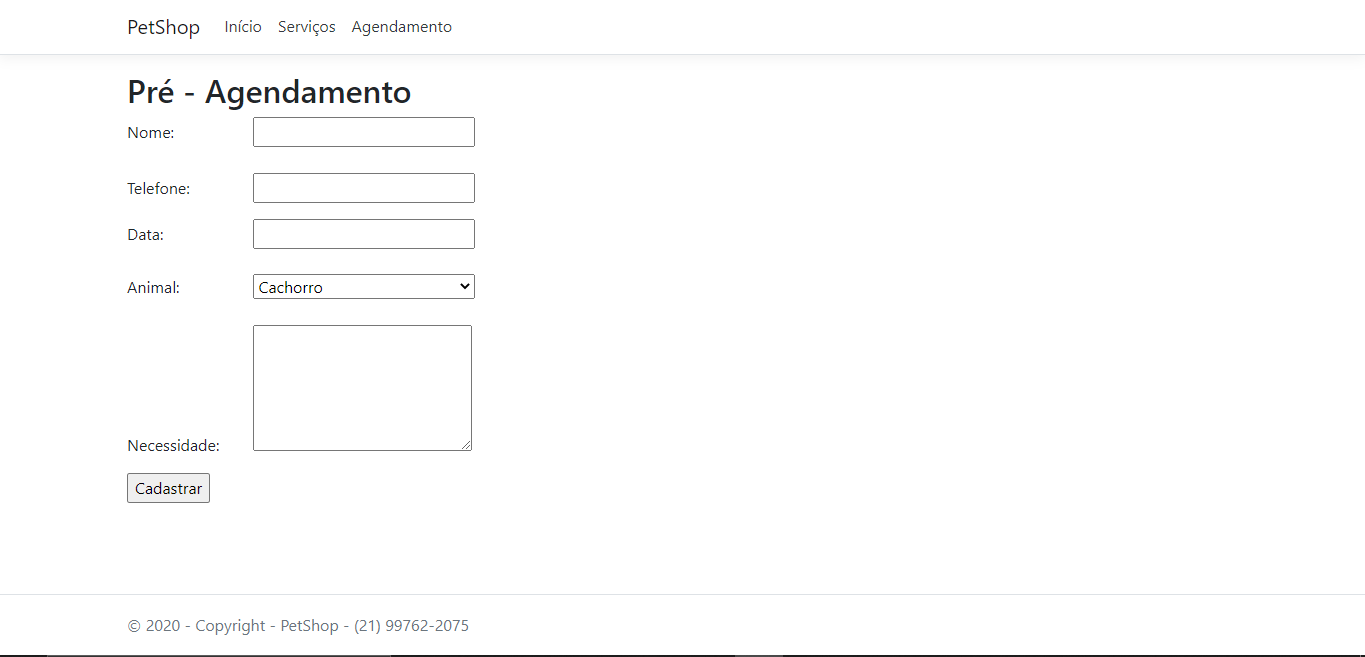 PetShop Início Serviços Agendamento
Pré - Agendamento
Nome:
Telefone:
Data:
Animal: Cachorro
Necessidade:
Cadastrar
© 2020 - Copyright - PetShop - (21) 99762-2075